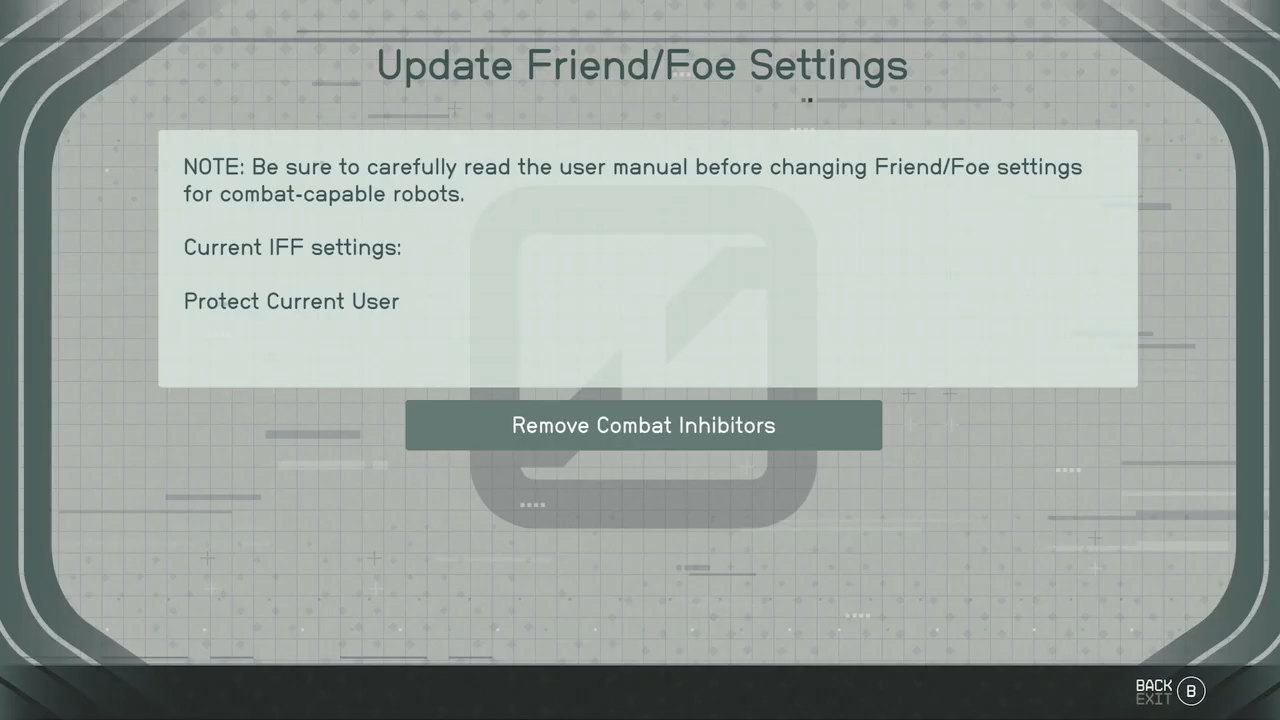 Update Friend/Foe Settings
NOTE: Be sure to carefully read the user manual before changing Friend/Foe settings
for combat-capable robots.
Current IFF settings:
Protect Current User
Remove Combat Inhibitors
BACK
EXIT
B